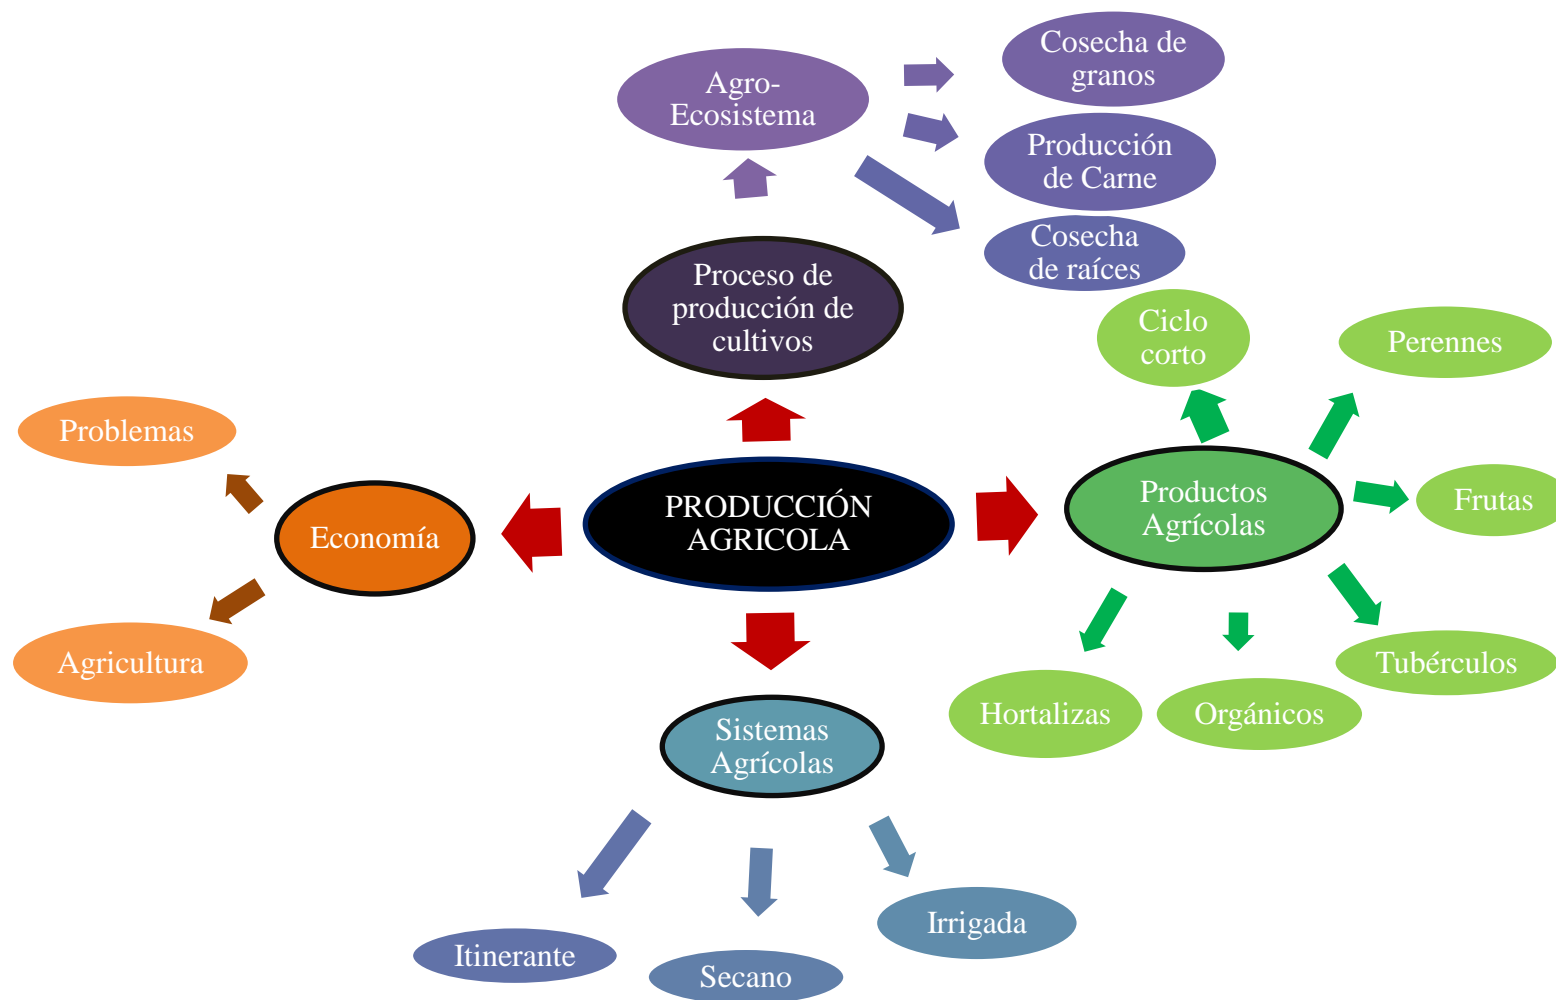 Agro-
Ecosistema
Cosecha de
granos
Producción
de Carne
Cosecha
de raíces
Proceso de
producción de
cultivos
Ciclo
corto
Perennes
Problemas
Economía
PRODUCCIÓN
AGRICOLA
Productos
Agrícolas
Frutas
Agricultura
Tubérculos
Hortalizas
Orgánicos
Sistemas
Agrícolas
Irrigada
Itinerante
Secano